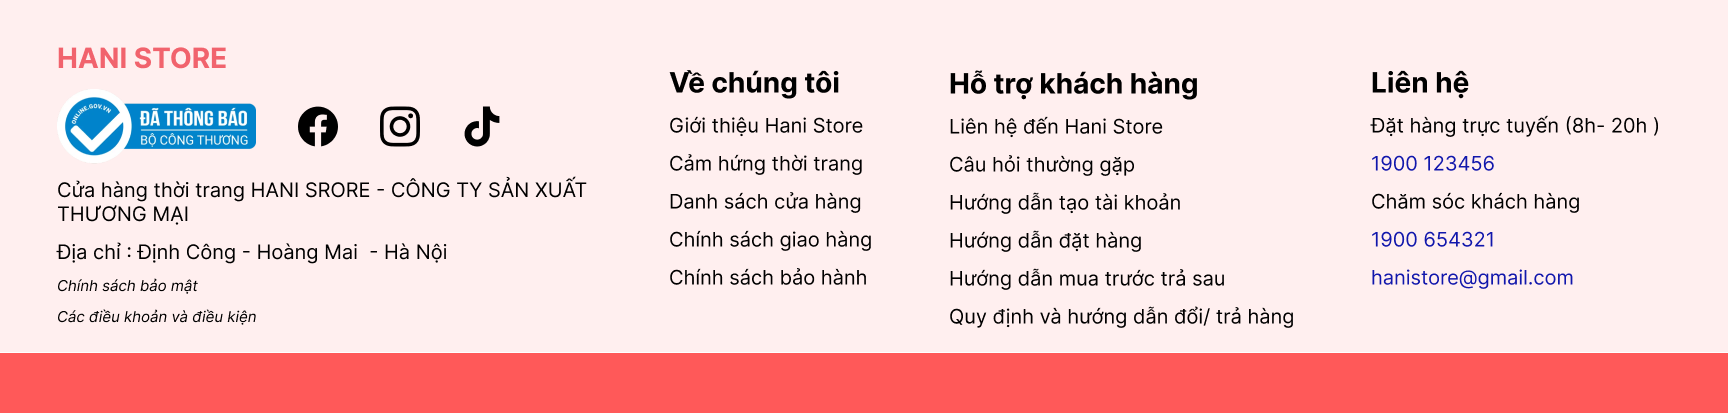 HANI STORE
ONLINE.GOV.VN
ĐÃ THÔNG BÁO
BỘ CÔNG THƯƠNG
Cửa hàng thời trang HANI SRORE - CÔNG TY SẢN XUẤT
THƯƠNG MẠI
Địa chỉ : Định Công - Hoàng Mai - Hà Nội
Chính sách bảo mật
Các điều khoản và điều kiện
Về chúng tôi
Giới thiệu Hani Store
Cảm hứng thời trang
Danh sách cửa hàng
Chính sách giao hàng
Chính sách bảo hành
Hỗ trợ khách hàng
Liên hệ đến Hani Store
Câu hỏi thường gặp
Hướng dẫn tạo tài khoản
Hướng dẫn đặt hàng
Hướng dẫn mua trước trả sau
Quy định và hướng dẫn đổi/ trả hàng
Liên hệ
Đặt hàng trực tuyến (8h- 20h )
1900 123456
Chăm sóc khách hàng
1900 654321
hanistore@gmail.com